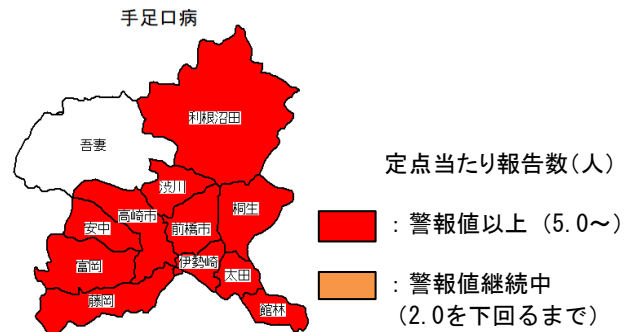 手足口病
利根沼田
吾妻
渋川
桐生
高崎市
安中
前橋市
伊勢崎
富岡
太田
藤岡
館林
定点当たり報告数(人)
：警報値以上 (5.0～)
：警報値継続中
(2.0を下回るまで)